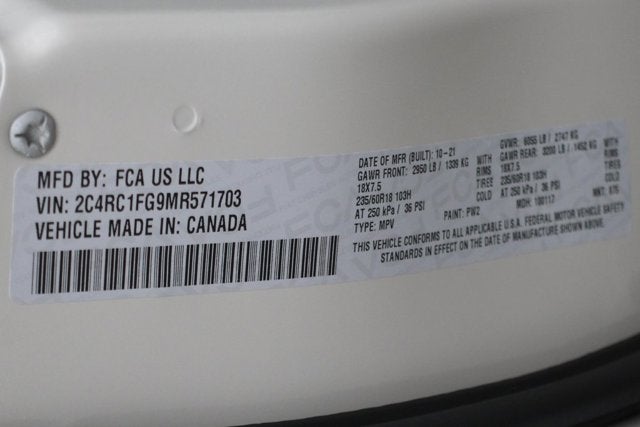 MFD BY: FCA US LLC
VIN: 2C4RC1FG9MR571703
VEHICLE MADE IN: CANADA
DATE OF MFR (BUILT): 10-21 GVWR: 6055 LB / 2747 KG
GAWR FRONT: 2950 LB / 1339 KG WITH GAWR REAR: 3200 LB / 1452 KG WITH
18X7.5 RIMS 18X7.5 RIMS
235/60R18 103H TIRES 235/60R18 103H TIRES
AT 250 kPa / 36 PSI COLD AT 250 kPa / 36 PSI COLD
TYPE: MPV PAINT: PW2 MDH: 100117 MNT: 975
THIS VEHICLE CONFORMS TO ALL APPLICABLE U.S.A. FEDERAL MOTOR VEHICLE SAFETY
STANDARDS IN EFFECT ON THE DATE OF MANUFACTURE SHOWN ABOVE.